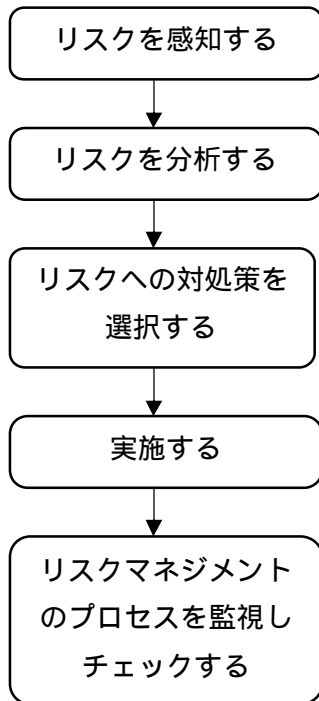 リスクを感知する
リスクを分析する
リスクへの対処策を
選択する
実施する
リスクマネジメント
のプロセスを監視し
チェックする